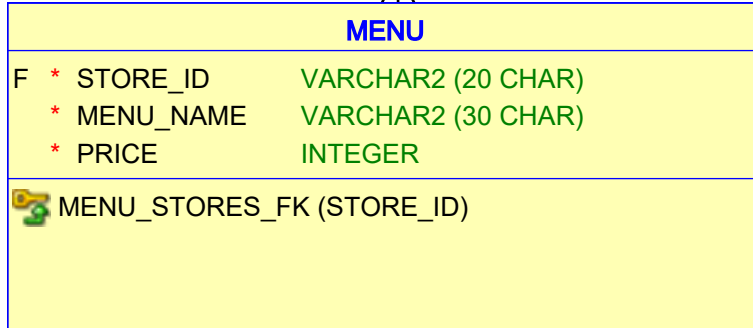 MENU
F * STORE_ID VARCHAR2 (20 CHAR)
* MENU_NAME VARCHAR2 (30 CHAR)
* PRICE INTEGER
MENU_STORES_FK (STORE_ID)